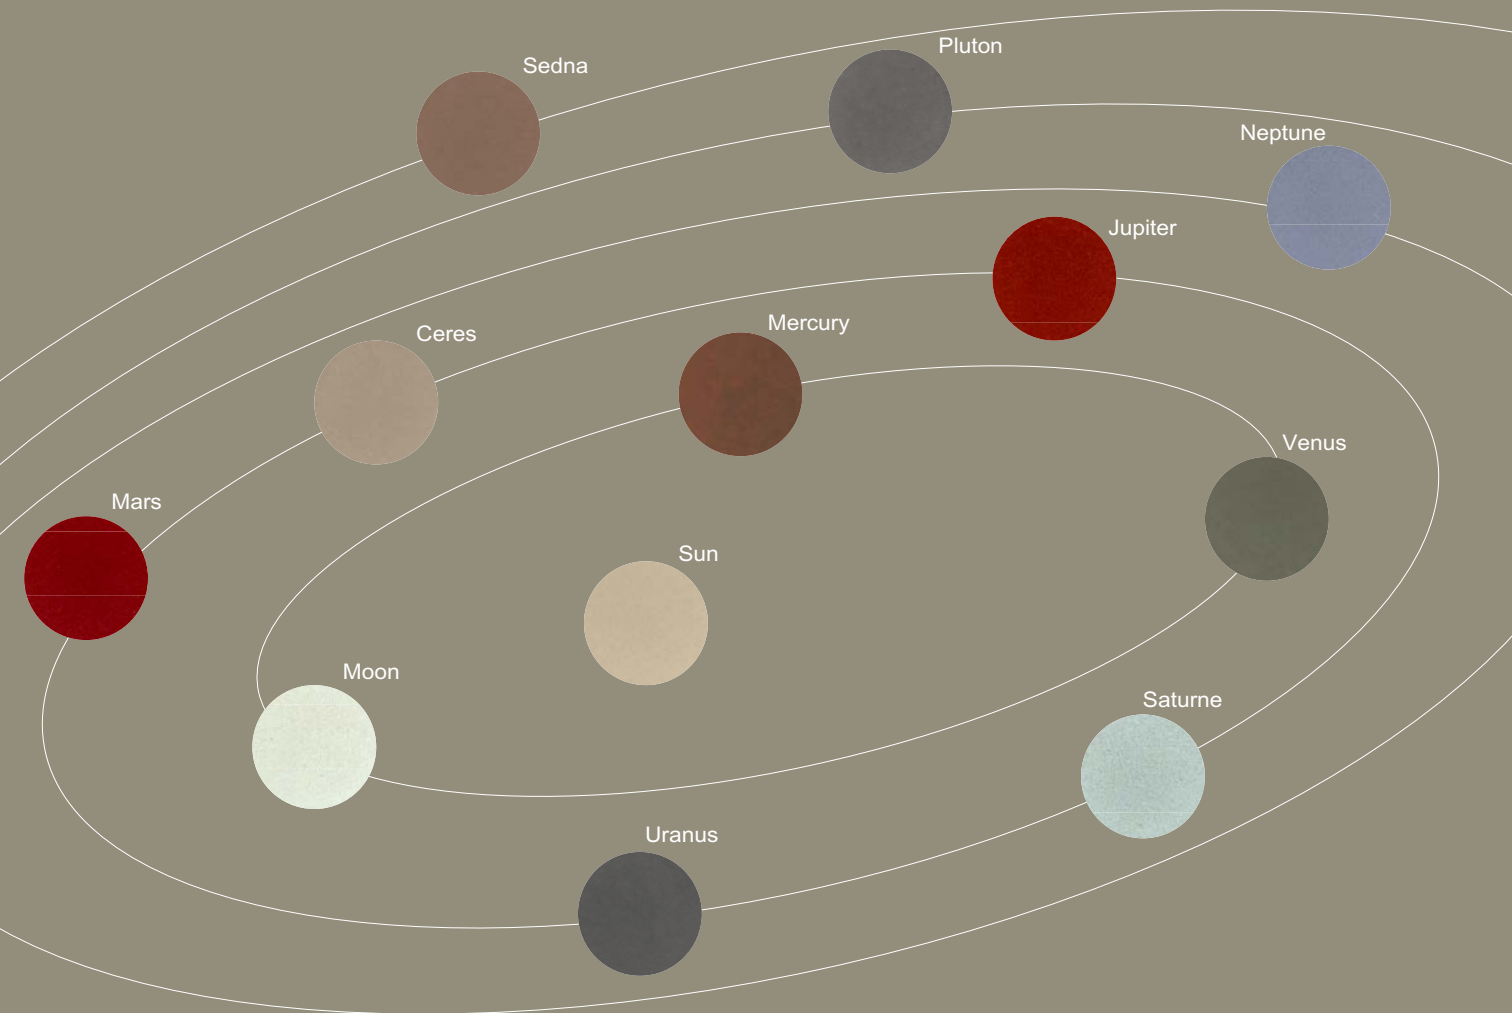 Pluton
Sedna
Neptune
Jupiter
Mercury
Ceres
Venus
Mars
Sun
Moon
Saturne
Uranus